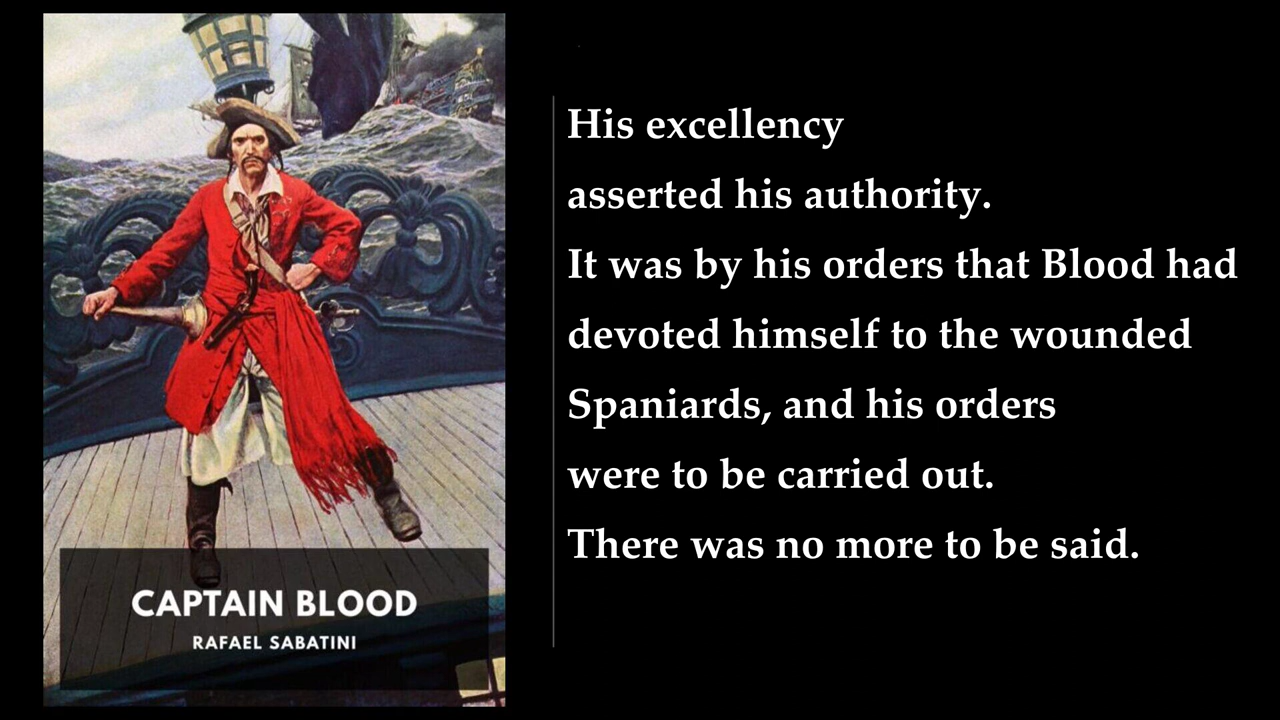 CAPTAIN BLOOD
RAFAEL SABATINI
His excellency
asserted his authority.
It was by his orders that Blood had
devoted himself to the wounded
Spaniards, and his orders
were to be carried out.
There was no more to be said.